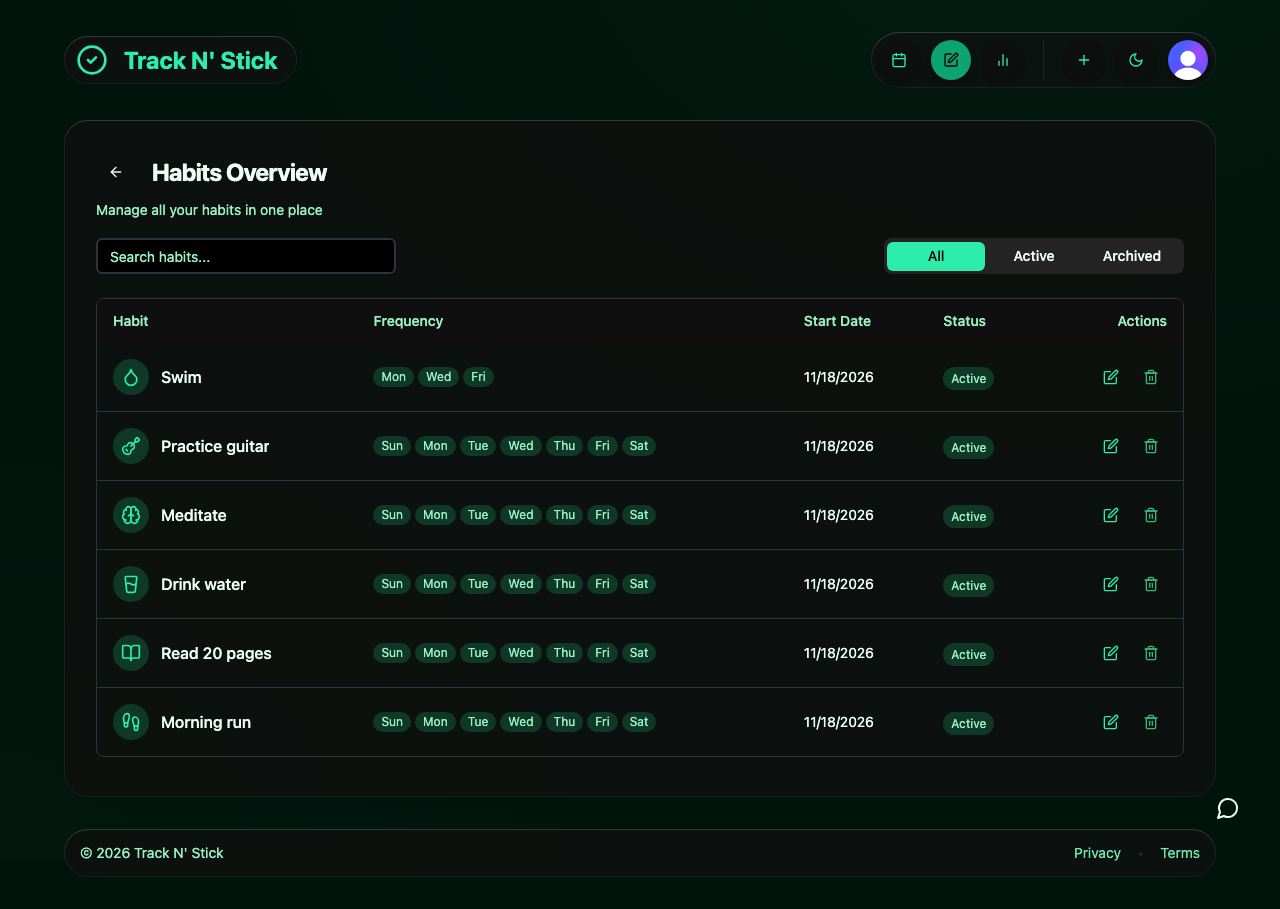 Track N' Stick
Habits Overview
Manage all your habits in one place
Search habits...
All Active Archived
Habit Frequency Start Date Status Actions
Swim Mon Wed Fri 11/18/2026 Active
Practice guitar Sun Mon Tue Wed Thu Fri Sat 11/18/2026 Active
Meditate Sun Mon Tue Wed Thu Fri Sat 11/18/2026 Active
Drink water Sun Mon Tue Wed Thu Fri Sat 11/18/2026 Active
Read 20 pages Sun Mon Tue Wed Thu Fri Sat 11/18/2026 Active
Morning run Sun Mon Tue Wed Thu Fri Sat 11/18/2026 Active
© 2026 Track N' Stick Privacy • Terms